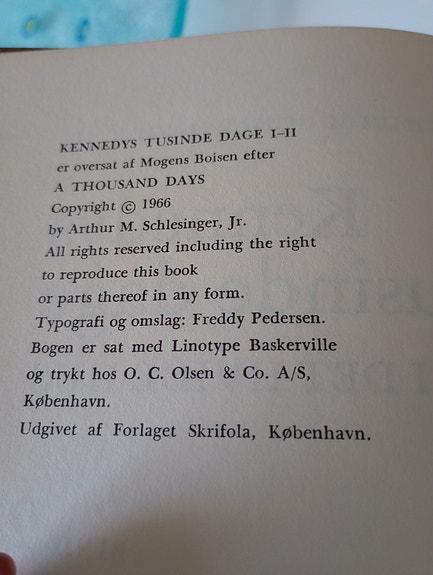 KENNEDYS TUSINDE DAGE I–II
er oversat af Mogens Boisen efter
A THOUSAND DAYS
Copyright © 1966
by Arthur M. Schlesinger, Jr.
All rights reserved including the right
to reproduce this book
or parts thereof in any form.
Typografi og omslag: Freddy Pedersen.
Bogen er sat med Linotype Baskerville
og trykt hos O. C. Olsen & Co. A/S,
København.
Udgivet af Forlaget Skrifola, København.